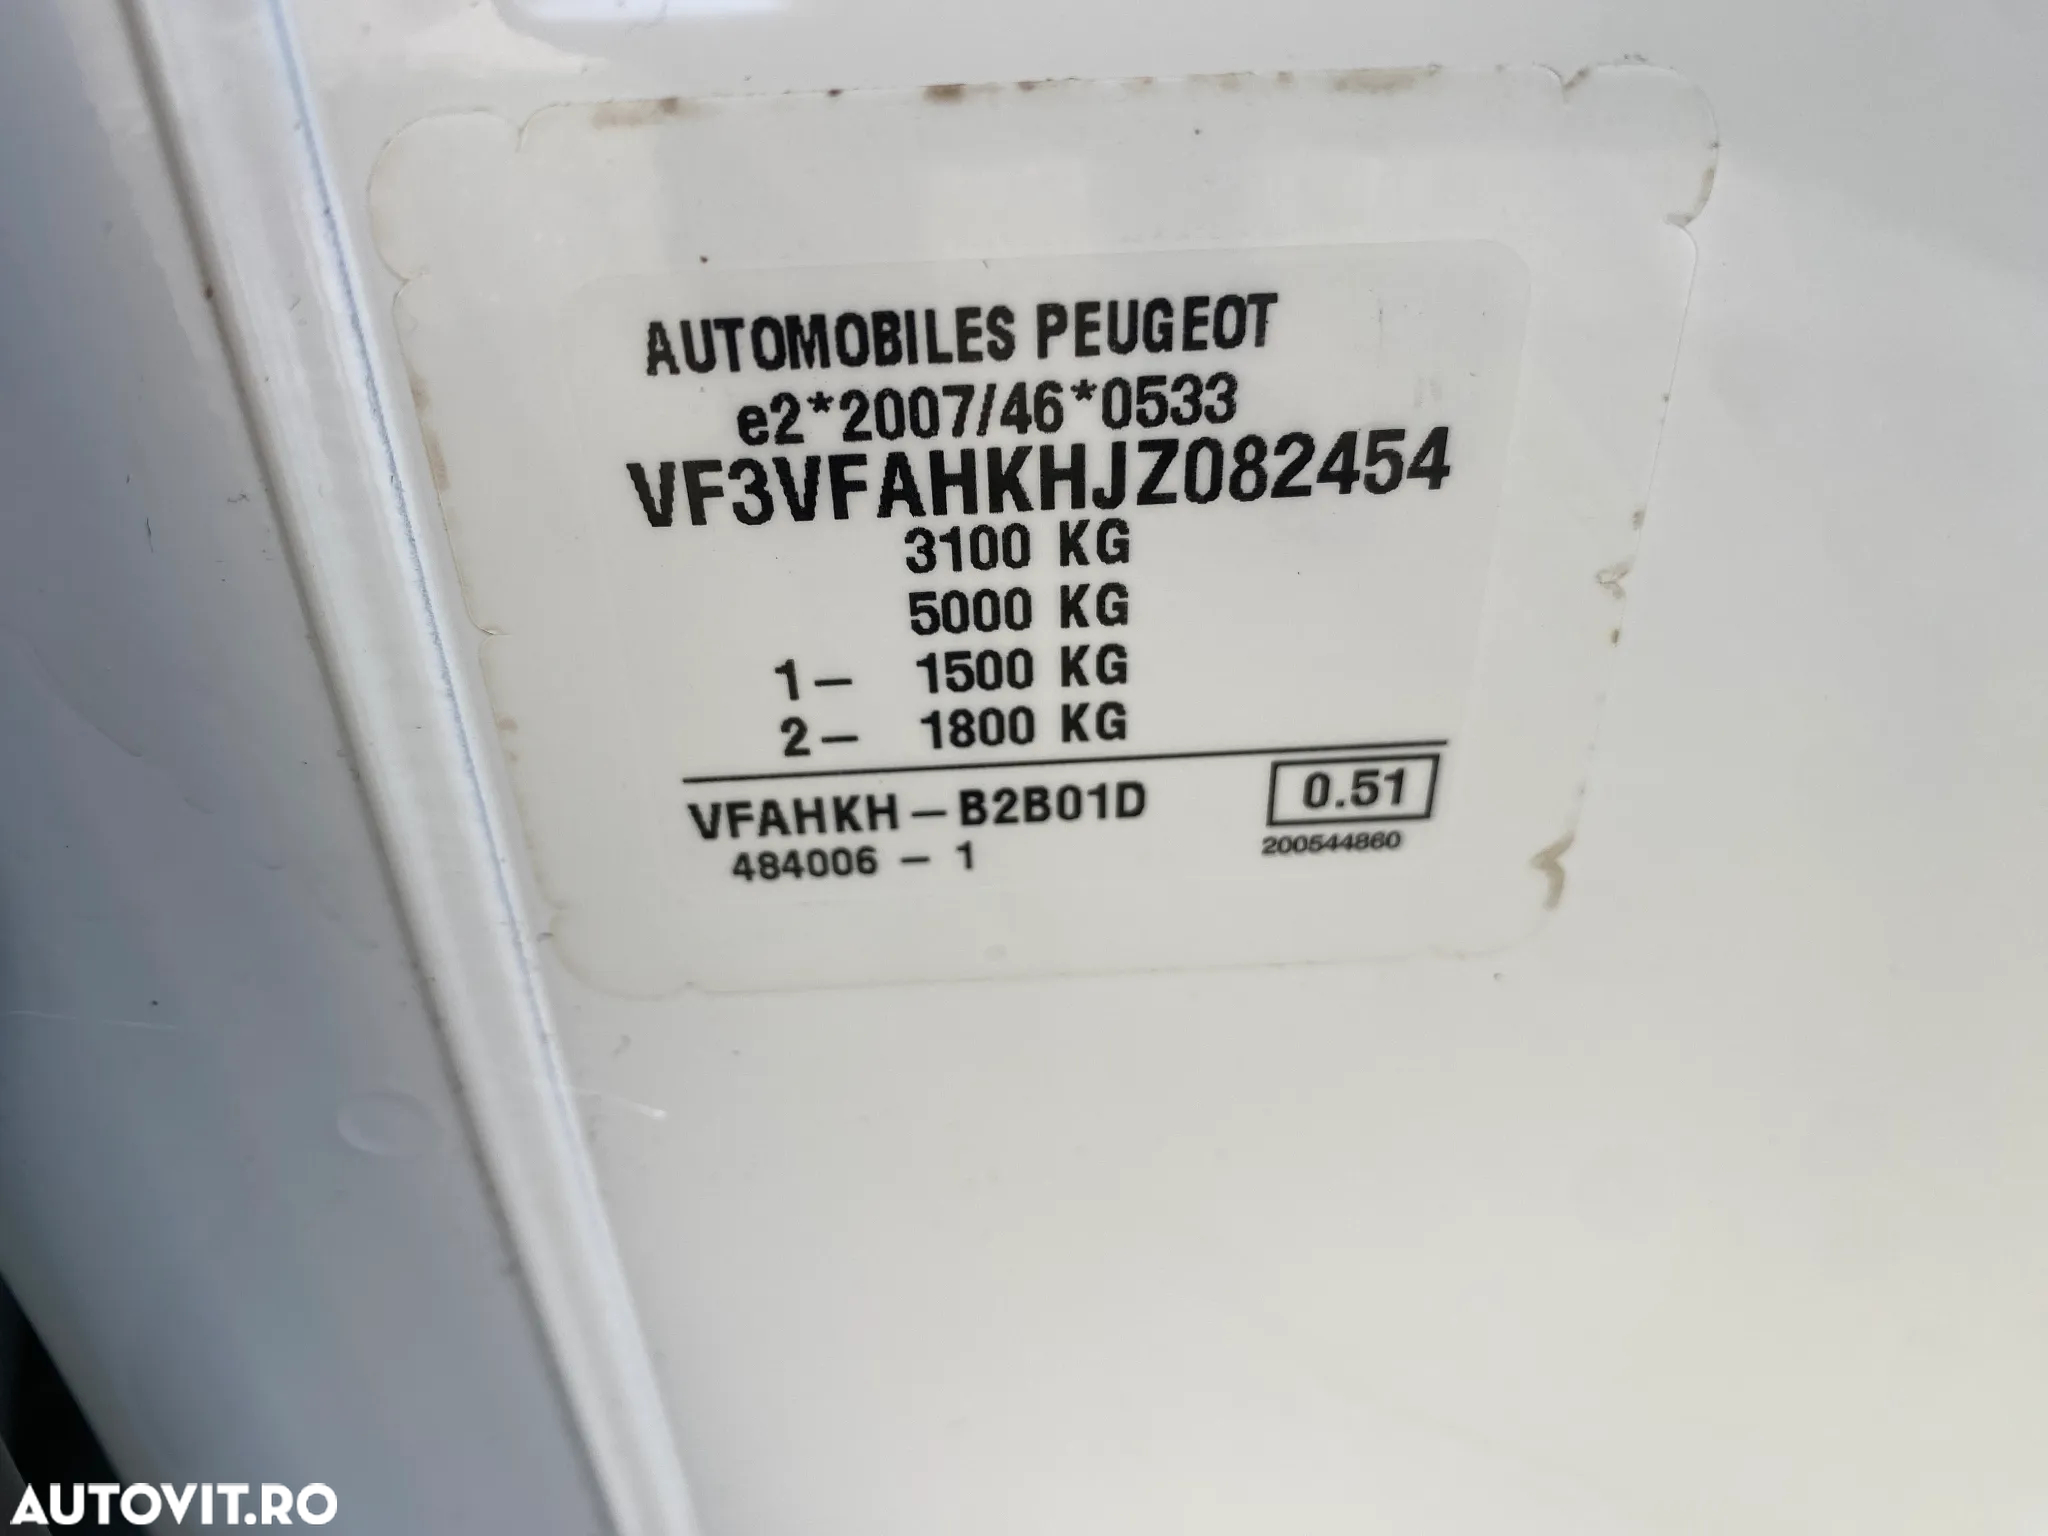 AUTOMOBILES PEUGEOT
e2*2007/46*0533
VF3VFAHKHJZ082454
3100 KG
5000 KG
1- 1500 KG
2- 1800 KG
VFAHKH-B2B01D 0.51
484006-1 200544860
AUTOVIT.RO